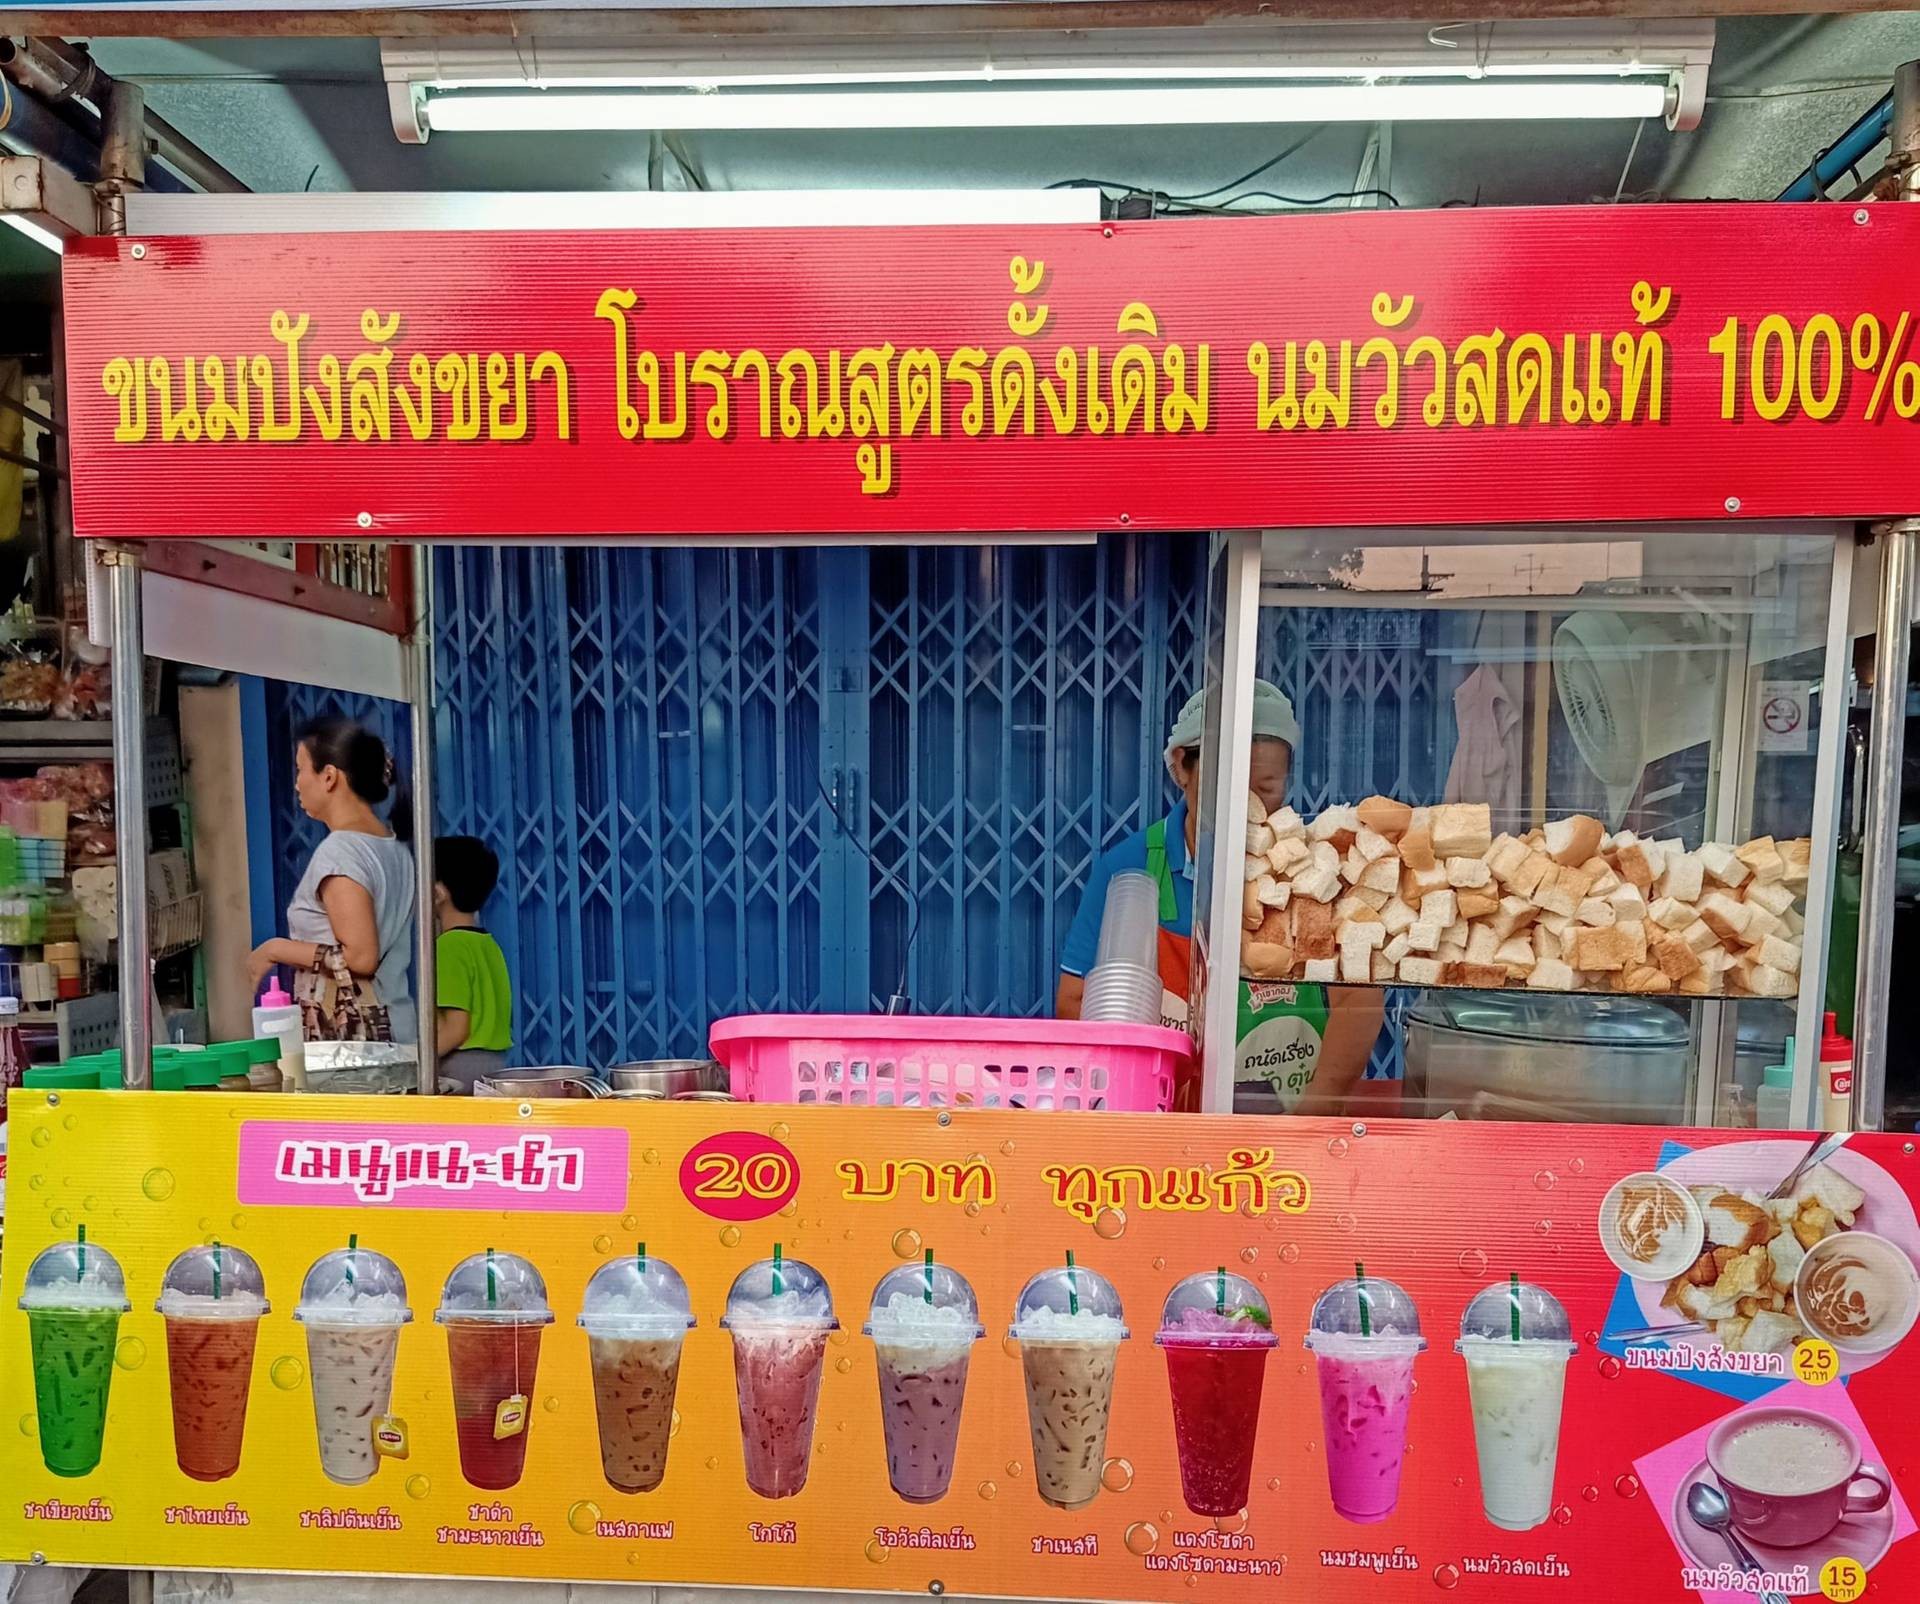 ขนมปังสังขยา โบราณสูตรดั้งเดิม นมวัวสดแท้ 100%
ถนัดเรื่อง
เมนูแนะนำ
20 บาท ทุกแก้ว
ชาเขียวเย็น
ชาไทยเย็น
Lipton
ชาลิปตันเย็น
Lipton
ชาดำ
ชามะนาวเย็น
เนสกาแฟ
โกโก้
โอวัลติลเย็น
ชาเนสที
แดงโซดา
แดงโซดามะนาว
นมชมพูเย็น
นมวัวสดเย็น
ขนมปังสังขยา 25 บาท
นมวัวสดแท้ 15 บาท